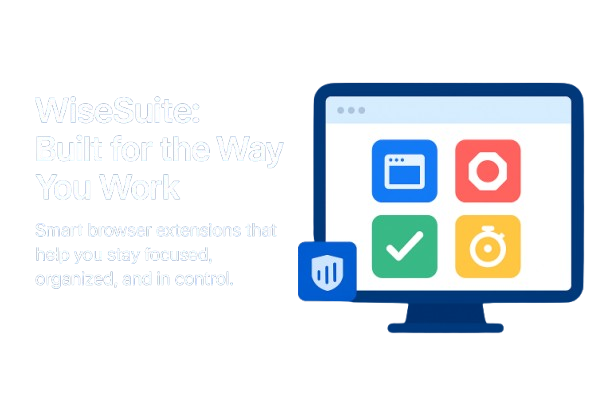 WiseSuite:
Built for the Way
You Work
Smart browser extensions that
help you stay focused,
organized, and in control.